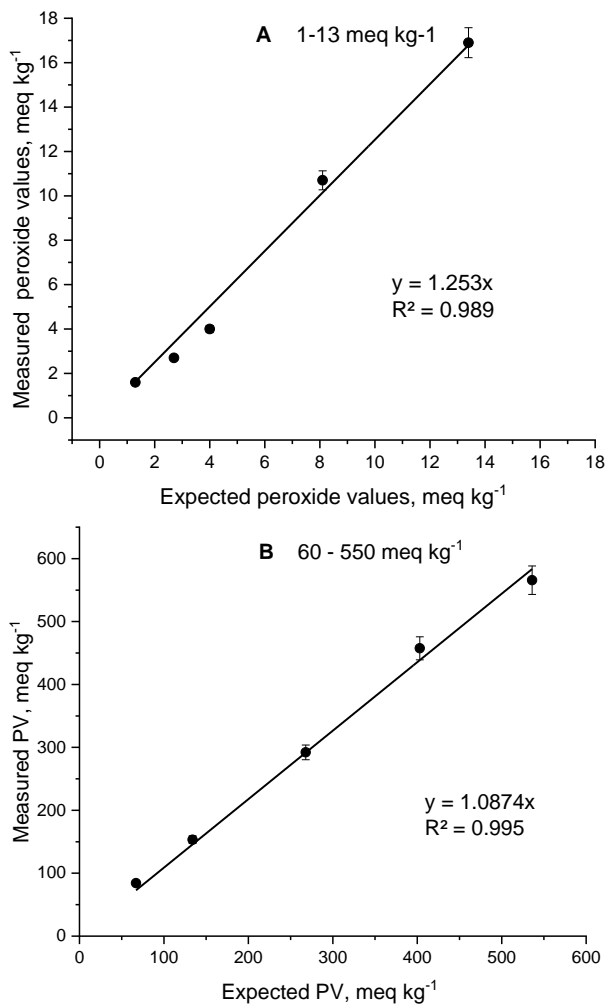 A 1-13 meq kg-1
18
16
14
12
10
8
6
4
2
0
Measured peroxide values, meq kg⁻¹
y = 1.253x
R² = 0.989
0 2 4 6 8 10 12 14 16 18
Expected peroxide values, meq kg⁻¹
B 60 - 550 meq kg⁻¹
600
500
400
300
200
100
0
Measured PV, meq kg⁻¹
y = 1.0874x
R² = 0.995
0 100 200 300 400 500 600
Expected PV, meq kg⁻¹